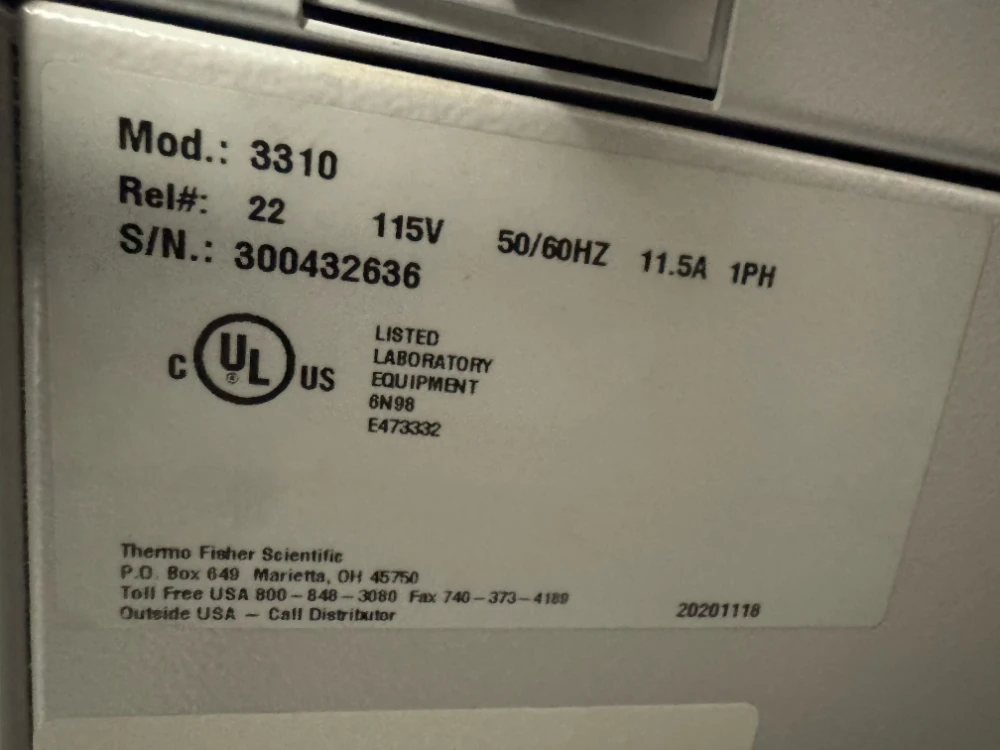 Mod.: 3310
Rel#: 22 115V 50/60HZ 11.5A 1PH
S/N.: 300432636
C UL® US
LISTED
LABORATORY
EQUIPMENT
6N98
E473332
Thermo Fisher Scientific
P.O. Box 649 Marietta, OH 45750
Toll Free USA 800-848-3080 Fax 740-373-4189
Outside USA - Call Distributor 20201118